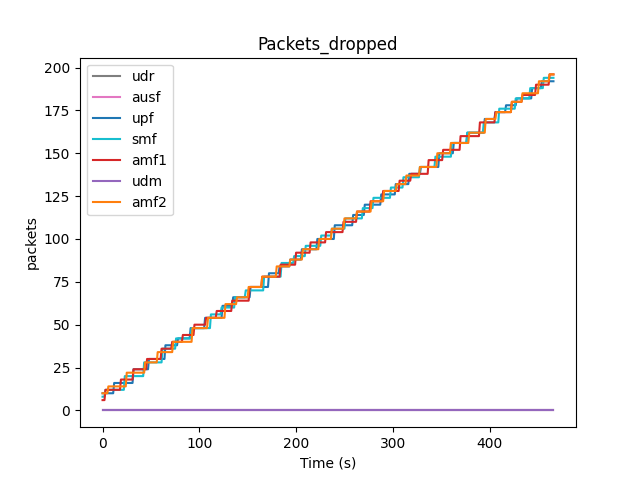 Packets_dropped
packets
200
175
150
125
100
75
50
25
0
udr
ausf
upf
smf
amf1
udm
amf2
0 100 200 300 400
Time (s)